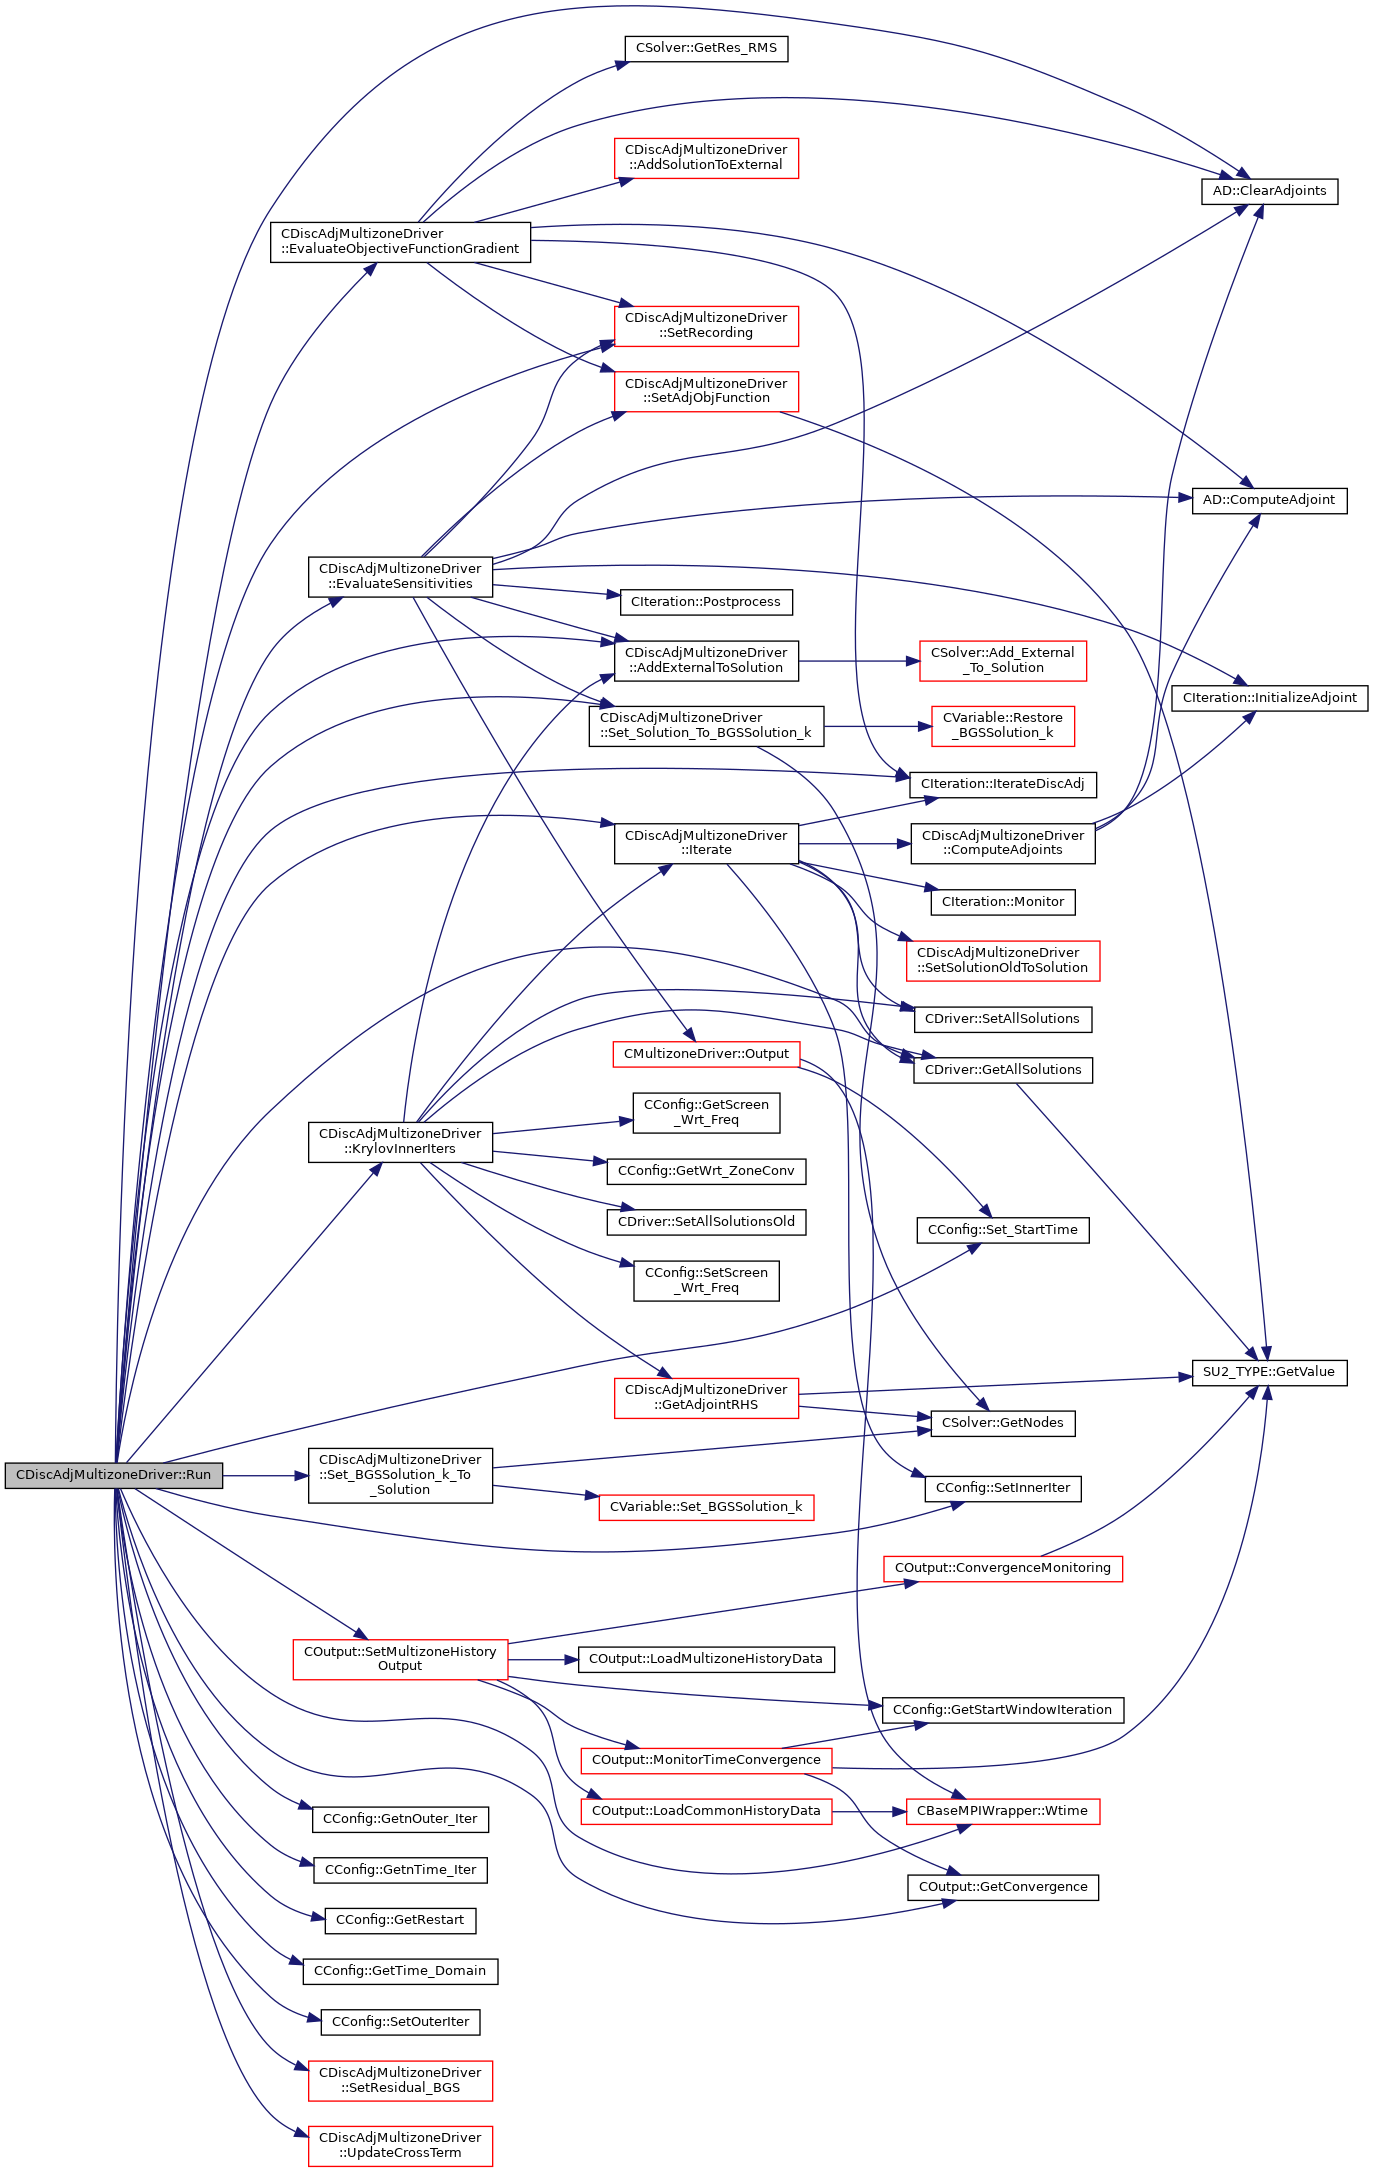 CSolver::GetRes_RMS
CDiscAdjMultizoneDriver
::AddSolutionToExternal
AD::ClearAdjoints
CDiscAdjMultizoneDriver
::EvaluateObjectiveFunctionGradient
CDiscAdjMultizoneDriver
::SetRecording
CDiscAdjMultizoneDriver
::SetAdjObjFunction
AD::ComputeAdjoint
CDiscAdjMultizoneDriver
::EvaluateSensitivities
CIteration::Postprocess
CDiscAdjMultizoneDriver
::AddExternalToSolution
CSolver::Add_External
_To_Solution
CIteration::InitializeAdjoint
CDiscAdjMultizoneDriver
::Set_Solution_To_BGSSolution_k
CVariable::Restore
_BGSSolution_k
CIteration::IterateDiscAdj
CDiscAdjMultizoneDriver
::Iterate
CDiscAdjMultizoneDriver
::ComputeAdjoints
CIteration::Monitor
CDiscAdjMultizoneDriver
::SetSolutionOldToSolution
CDriver::SetAllSolutions
CMultizoneDriver::Output
CDriver::GetAllSolutions
CConfig::GetScreen
_Wrt_Freq
CDiscAdjMultizoneDriver
::KrylovInnerIters
CConfig::GetWrt_ZoneConv
CDriver::SetAllSolutionsOld
CConfig::Set_StartTime
CConfig::SetScreen
_Wrt_Freq
SU2_TYPE::GetValue
CDiscAdjMultizoneDriver
::GetAdjointRHS
CSolver::GetNodes
CDiscAdjMultizoneDriver::Run
CDiscAdjMultizoneDriver
::Set_BGSSolution_k_To
_Solution
CConfig::SetInnerIter
CVariable::Set_BGSSolution_k
COutput::ConvergenceMonitoring
COutput::SetMultizoneHistory
Output
COutput::LoadMultizoneHistoryData
CConfig::GetStartWindowIteration
COutput::MonitorTimeConvergence
COutput::LoadCommonHistoryData
CBaseMPIWrapper::Wtime
CConfig::GetnOuter_Iter
CConfig::GetnTime_Iter
COutput::GetConvergence
CConfig::GetRestart
CConfig::GetTime_Domain
CConfig::SetOuterIter
CDiscAdjMultizoneDriver
::SetResidual_BGS
CDiscAdjMultizoneDriver
::UpdateCrossTerm